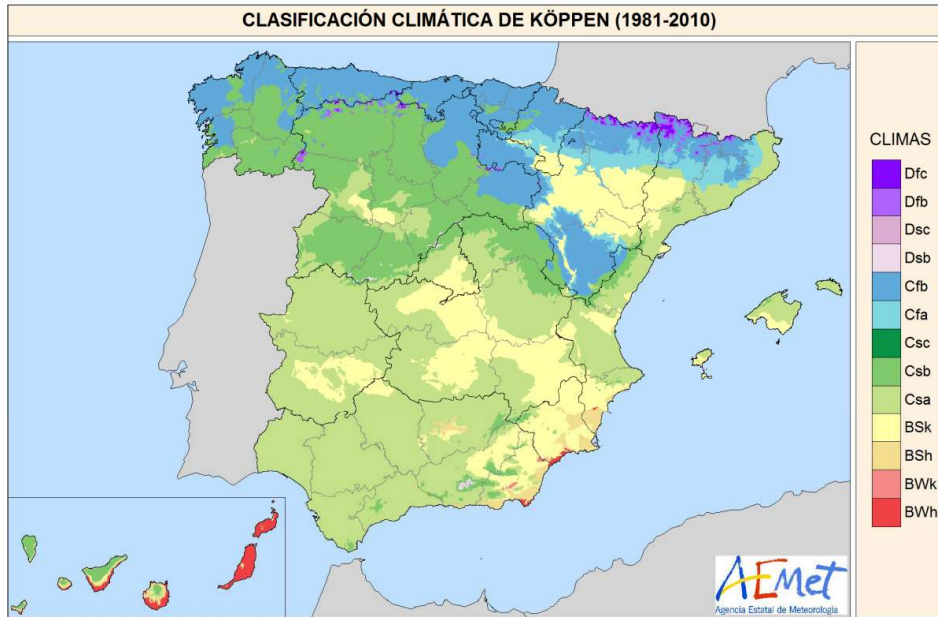 CLASIFICACIÓN CLIMÁTICA DE KÖPPEN (1981-2010)
CLIMAS
Dfc
Dfb
Dsc
Dsb
Cfb
Cfa
Csc
Csb
Csa
BSk
BSh
BWk
BWh
AEMet
Agencia Estatal de Meteorología